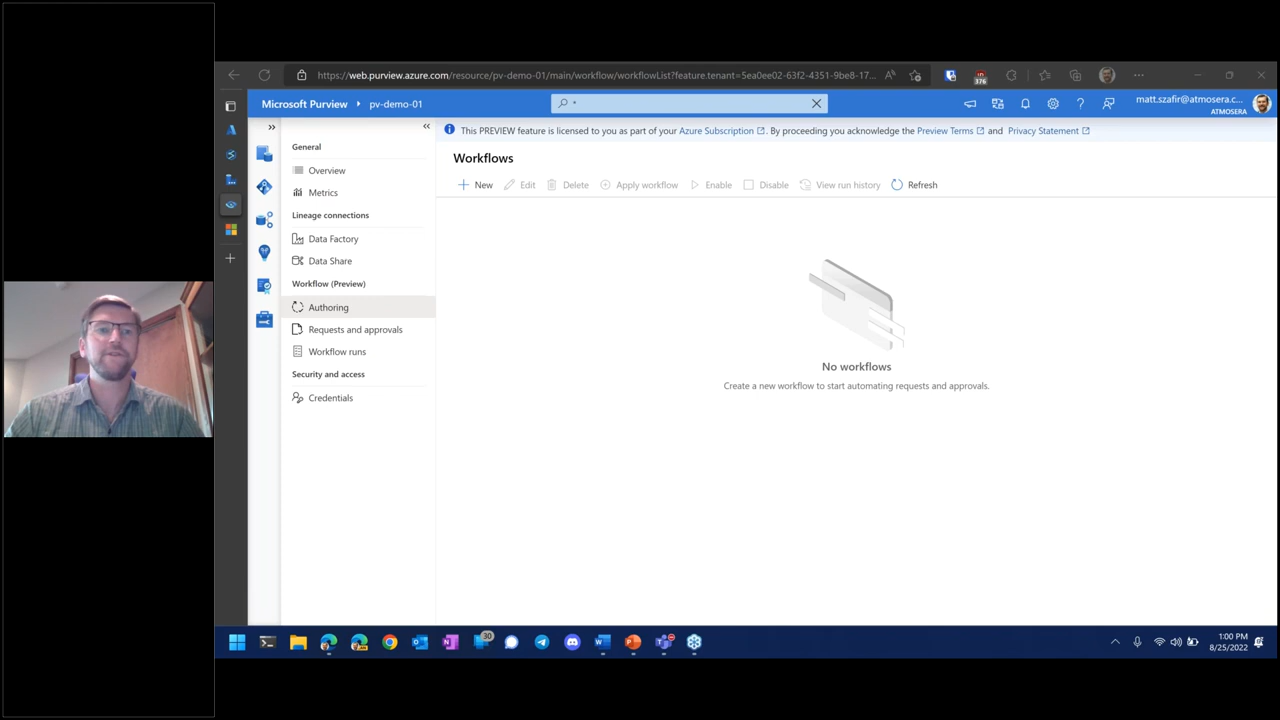 https://web.purview.azure.com/resource/pv-demo-01/main/workflow/workflowList?feature.tenant=5ea0ee02-63f2-4351-9be8-17...
376
Microsoft Purview
pv-demo-01
*
matt.szafir@atmosera.c...
ATMOSERA
This PREVIEW feature is licensed to you as part of your Azure Subscription. By proceeding you acknowledge the Preview Terms and Privacy Statement
General
Overview
Metrics
Lineage connections
Data Factory
Data Share
Workflow (Preview)
Authoring
Requests and approvals
Workflow runs
Security and access
Credentials
Workflows
New
Edit
Delete
Apply workflow
Enable
Disable
View run history
Refresh
No workflows
Create a new workflow to start automating requests and approvals.
30
1:00 PM
8/25/2022